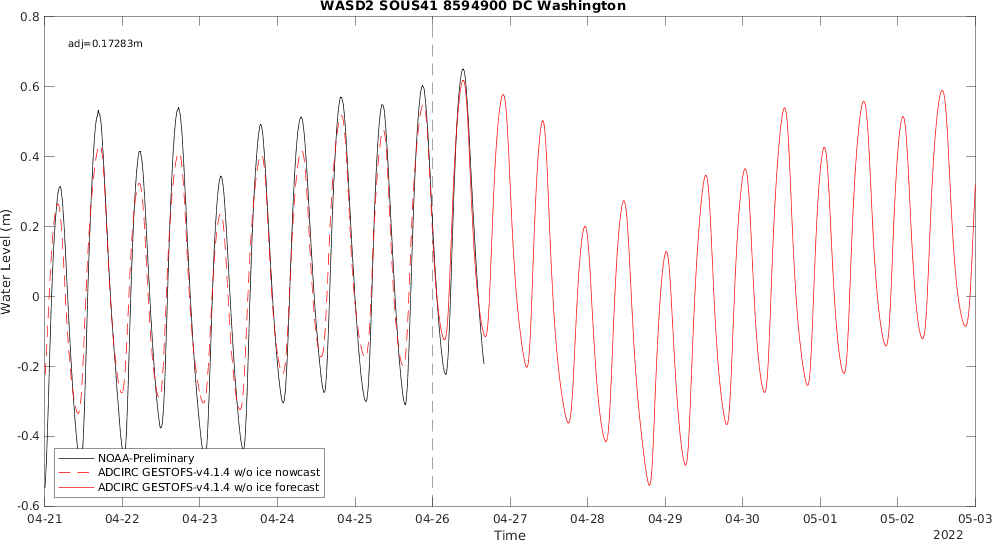 WASD2 SOUS41 8594900 DC Washington
adj=0.17283m
Water Level (m)
0.8
0.6
0.4
0.2
0
-0.2
-0.4
-0.6
NOAA-Preliminary
ADCIRC GESTOFS-v4.1.4 w/o ice nowcast
ADCIRC GESTOFS-v4.1.4 w/o ice forecast
04-21 04-22 04-23 04-24 04-25 04-26 04-27 04-28 04-29 04-30 05-01 05-02 05-03
Time
2022